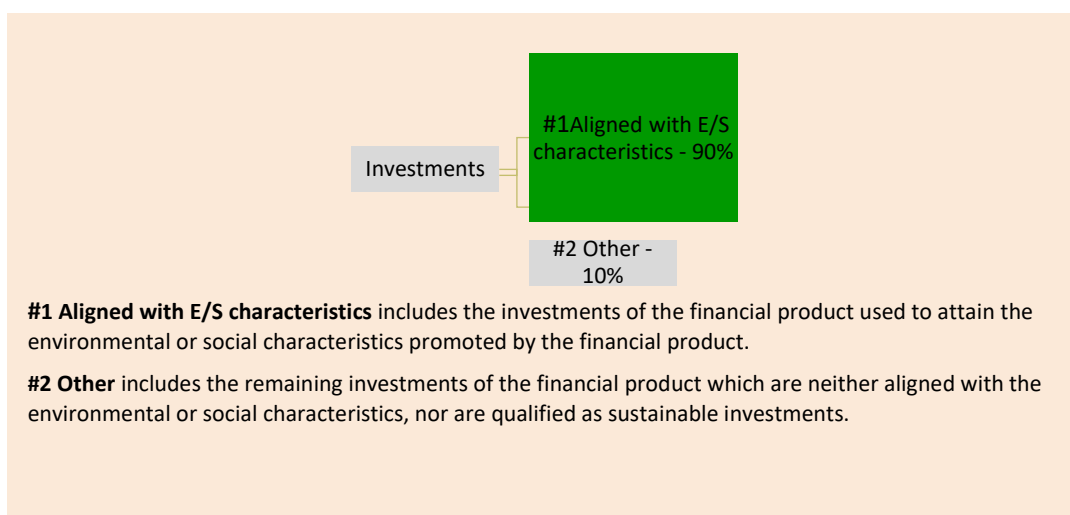 #1Aligned with E/S
characteristics - 90%
Investments
#2 Other -
10%
#1 Aligned with E/S characteristics includes the investments of the financial product used to attain the
environmental or social characteristics promoted by the financial product.
#2 Other includes the remaining investments of the financial product which are neither aligned with the
environmental or social characteristics, nor are qualified as sustainable investments.